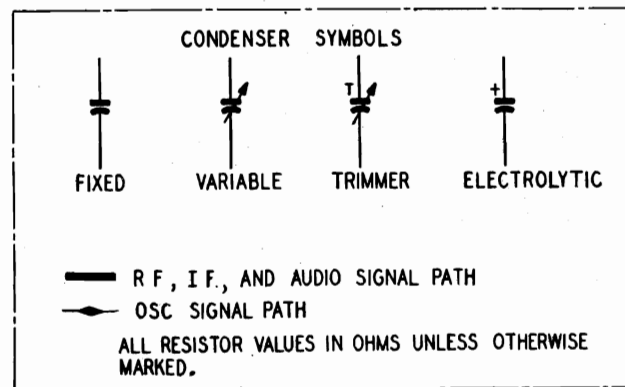 CONDENSER SYMBOLS
T +
FIXED VARIABLE TRIMMER ELECTROLYTIC
R F, I F., AND AUDIO SIGNAL PATH
OSC SIGNAL PATH
ALL RESISTOR VALUES IN OHMS UNLESS OTHERWISE
MARKED.